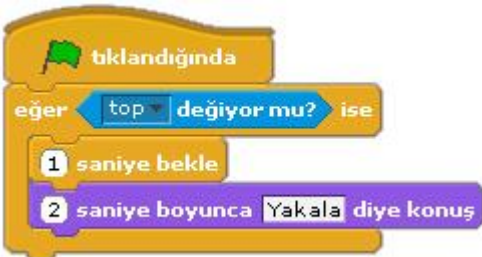 tıklandığında
eğer top değiyor mu? ise
1 saniye bekle
2 saniye boyunca Yakala diye konuş